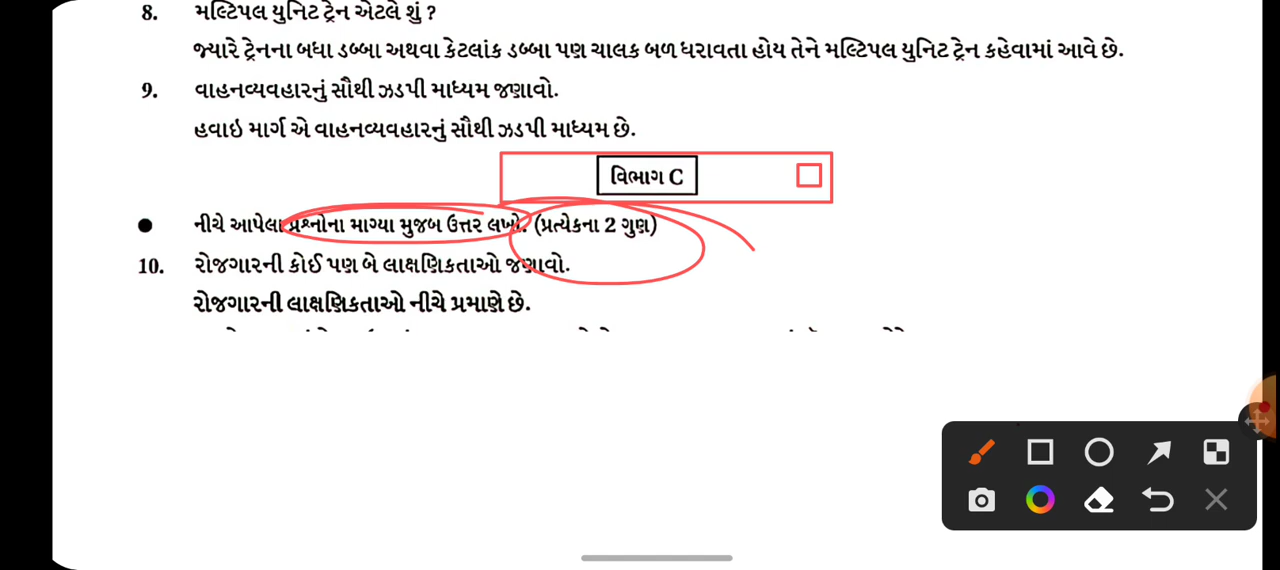 8. મલ્ટિપલ યુનિટ ટ્રેન એટલે શું ?
જ્યારે ટ્રેનના બધા ડબ્બા અથવા કેટલાંક ડબ્બા પણ ચાલક બળ ધરાવતા હોય તેને મલ્ટિપલ યુનિટ ટ્રેન કહેવામાં આવે છે.
9. વાહનવ્યવહારનું સૌથી ઝડપી માધ્યમ જણાવો.
હવાઇ માર્ગ એ વાહનવ્યવહારનું સૌથી ઝડપી માધ્યમ છે.
વિભાગ C
● નીચે આપેલા પ્રશ્નોના માગ્યા મુજબ ઉત્તર લખો. (પ્રત્યેકના 2 ગુણ)
10. રોજગારની કોઈ પણ બે લાક્ષણિકતાઓ જણાવો.
રોજગારની લાક્ષણિકતાઓ નીચે પ્રમાણે છે.